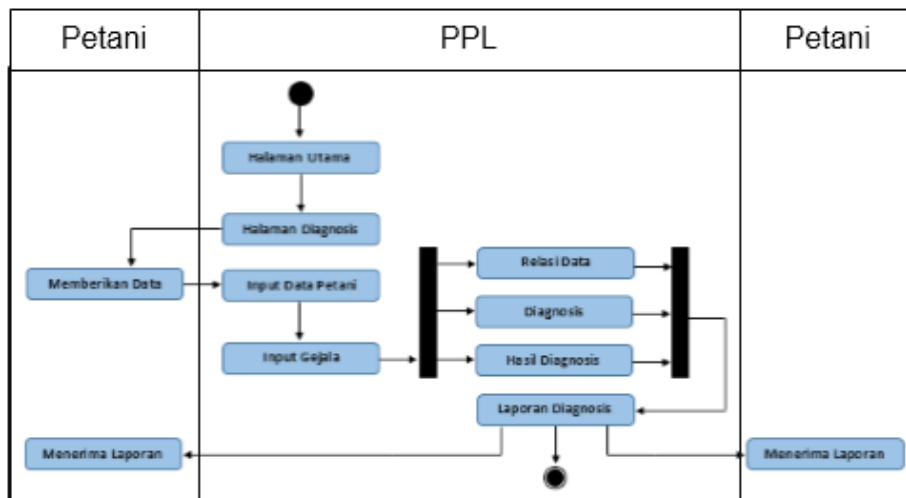 Petani
PPL
Petani
Halaman Utama
Halaman Diagnosis
Memberikan Data
Input Data Petani
Input Gejala
Relasi Data
Diagnosis
Hasil Diagnosis
Laporan Diagnosis
Menerima Laporan
Menerima Laporan